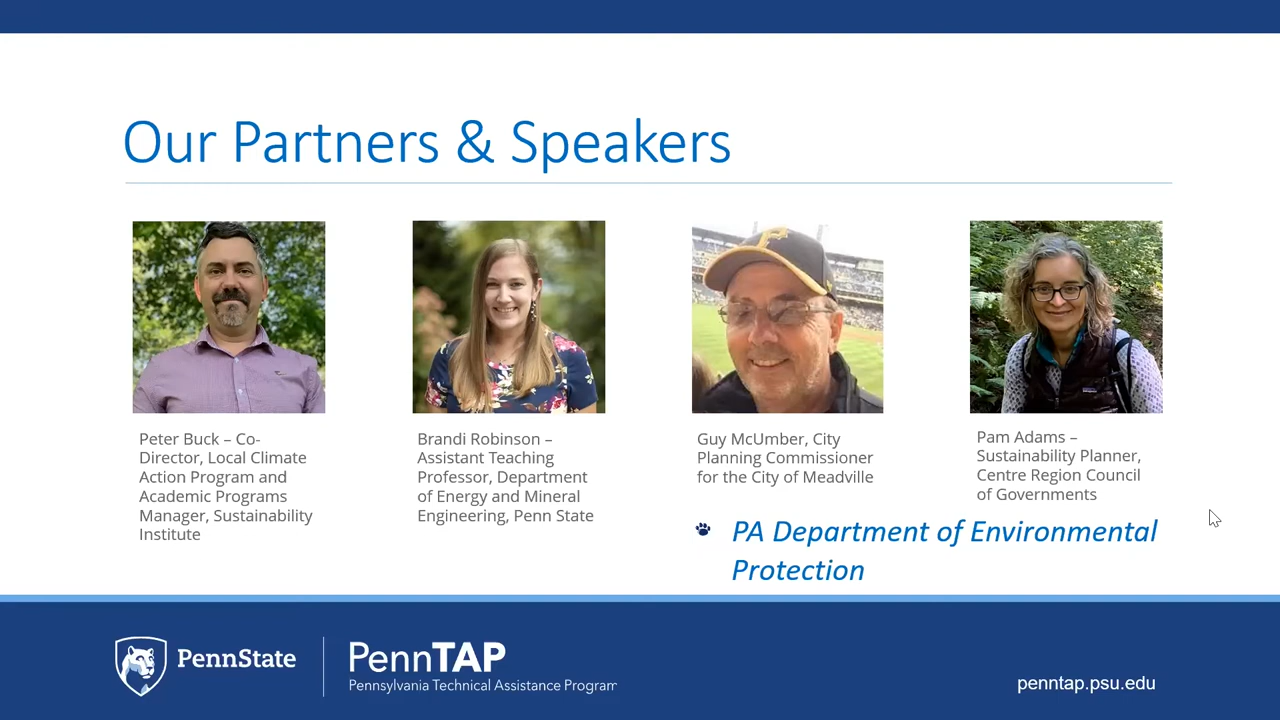 Our Partners & Speakers
Peter Buck – Co-
Director, Local Climate
Action Program and
Academic Programs
Manager, Sustainability
Institute
Brandi Robinson –
Assistant Teaching
Professor, Department
of Energy and Mineral
Engineering, Penn State
Guy McUmber, City
Planning Commissioner
for the City of Meadville
Pam Adams –
Sustainability Planner,
Centre Region Council
of Governments
PA Department of Environmental
Protection
PennState
PennTAP
Pennsylvania Technical Assistance Program
penntap.psu.edu